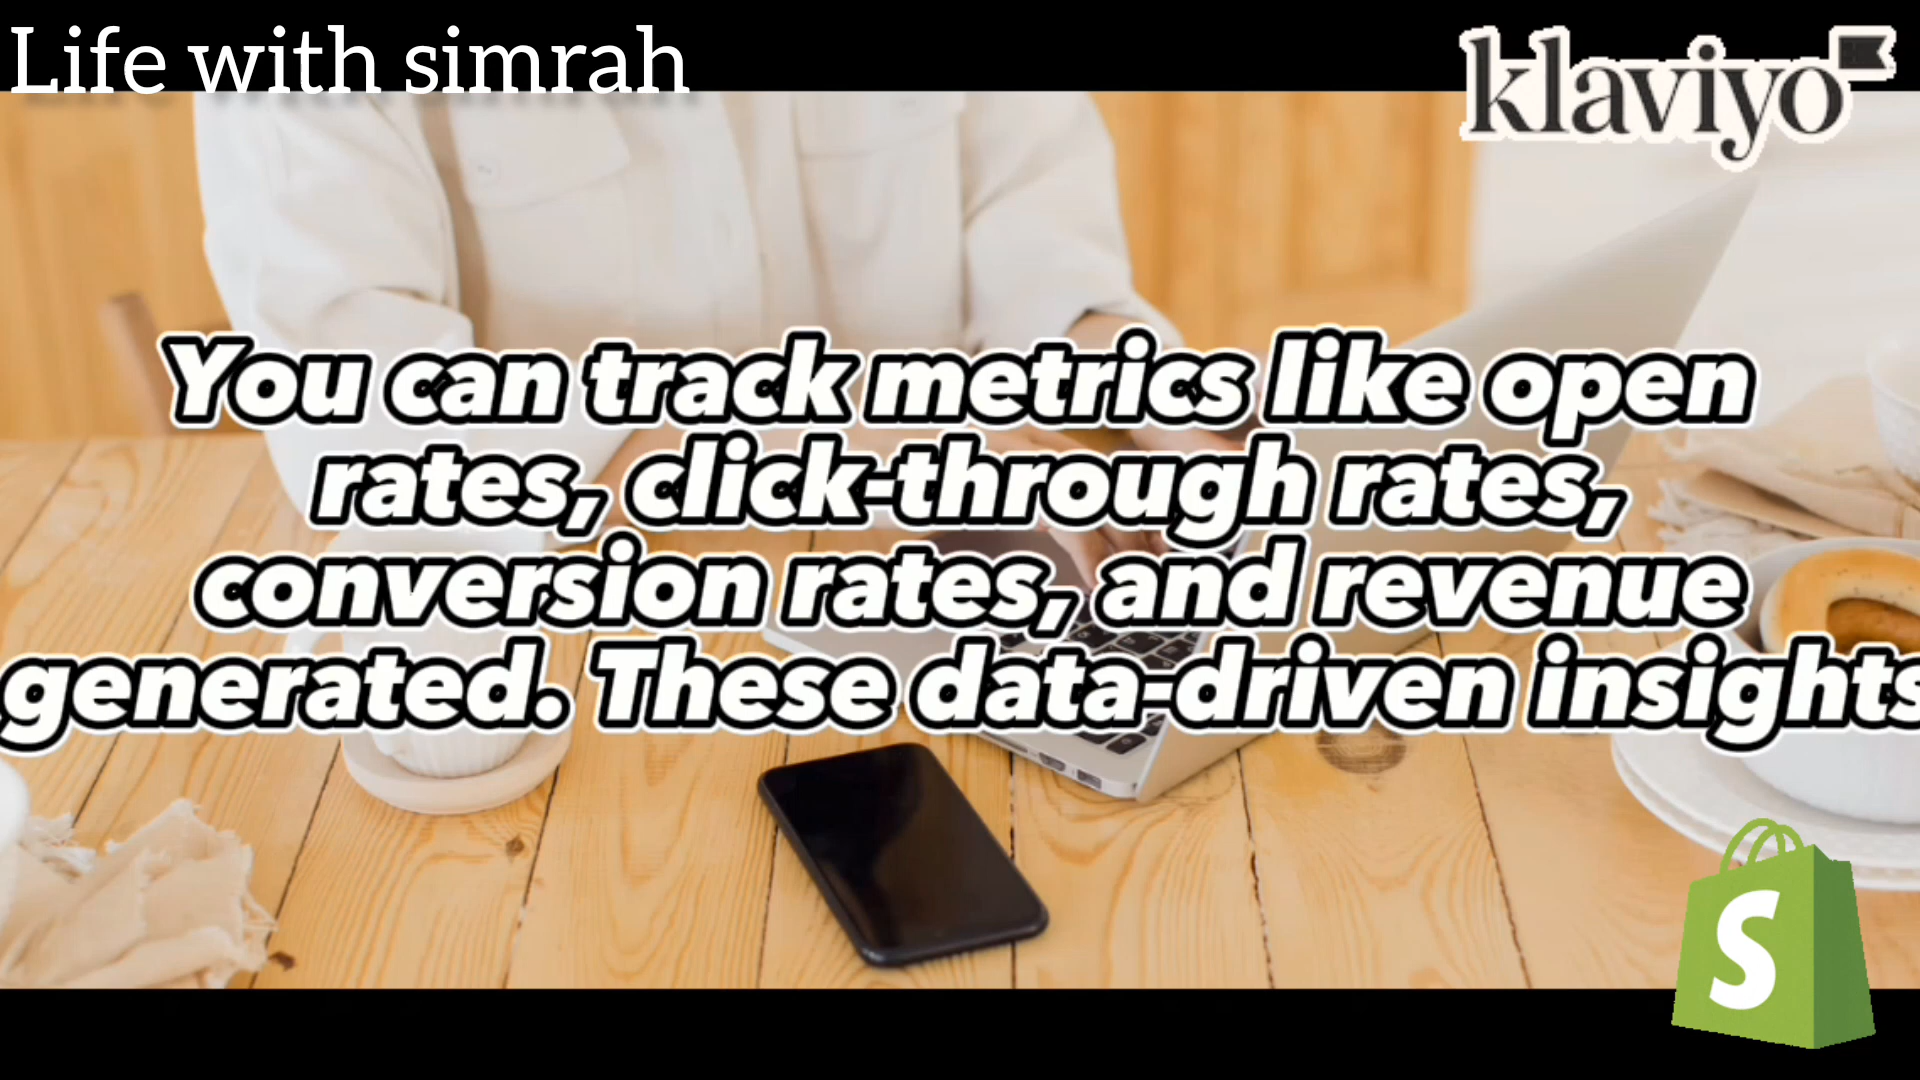 Life with simrah
klaviyo
You can track metrics like open
rates, click-through rates,
conversion rates, and revenue
generated. These data-driven insights
S